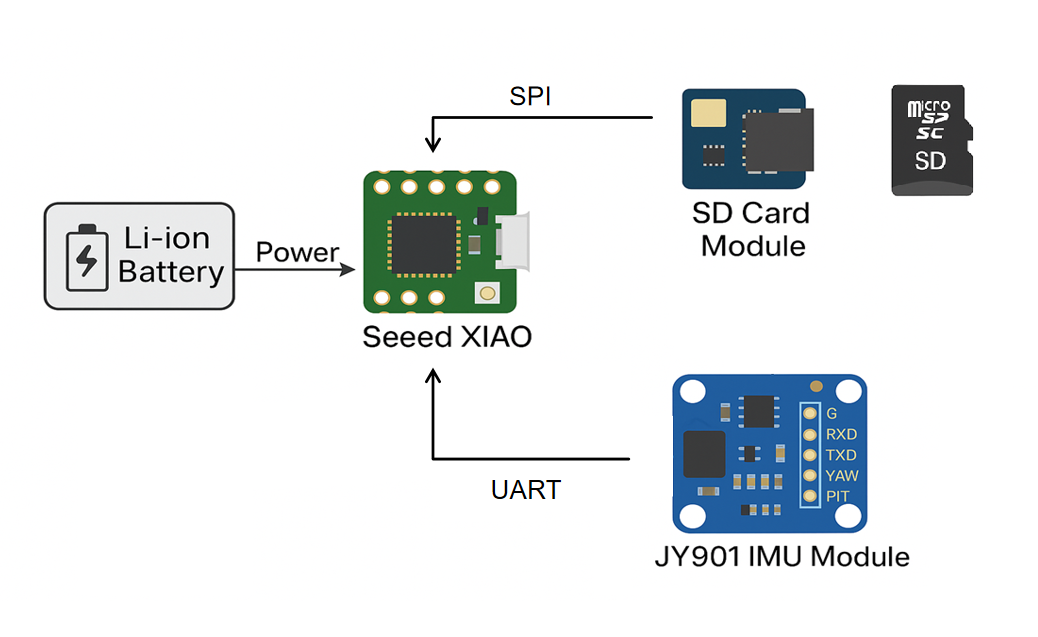 SPI
micro
SD
SC
SD
SD Card
Module
Li-ion
Battery
Power
Seeed XIAO
UART
G
RXD
TXD
YAW
PIT
JY901 IMU Module